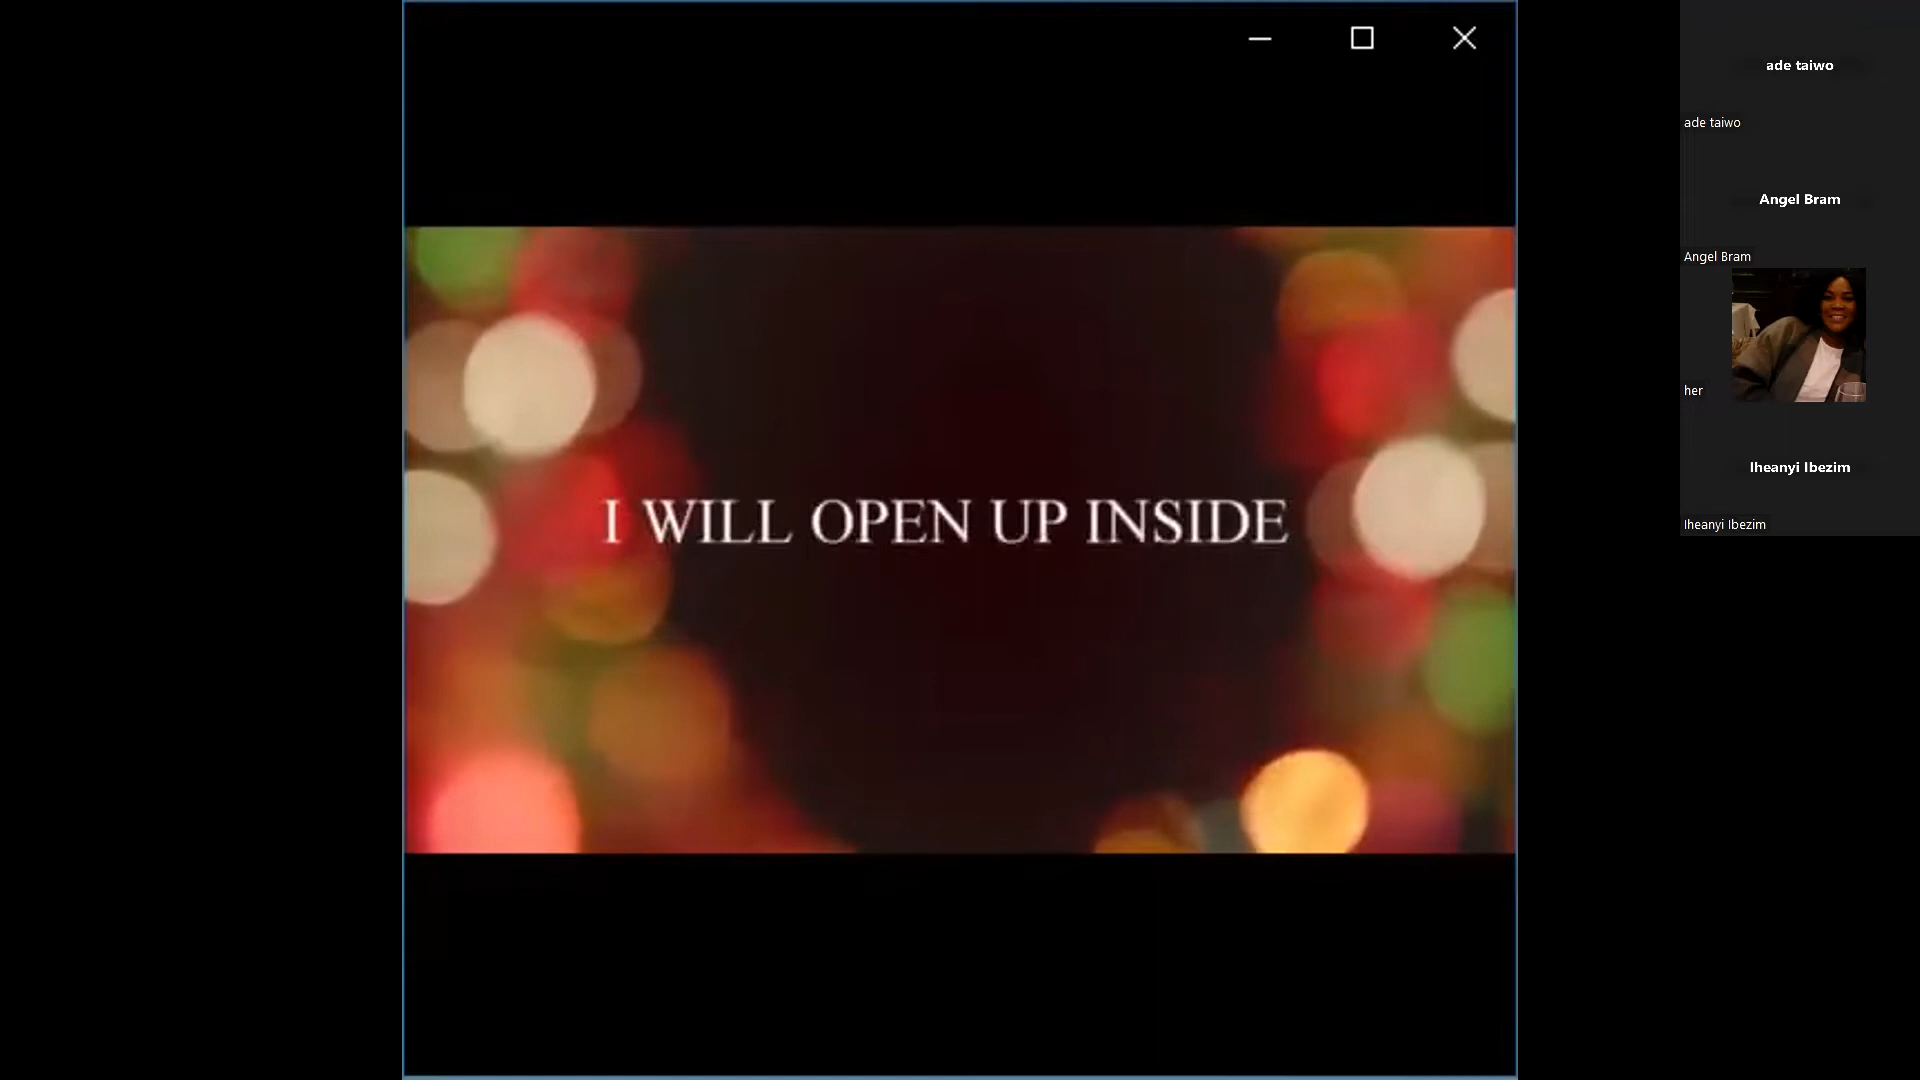 I WILL OPEN UP INSIDE
ade taiwo
ade taiwo
Angel Bram
Angel Bram
her
Iheanyi Ibezim
Iheanyi Ibezim